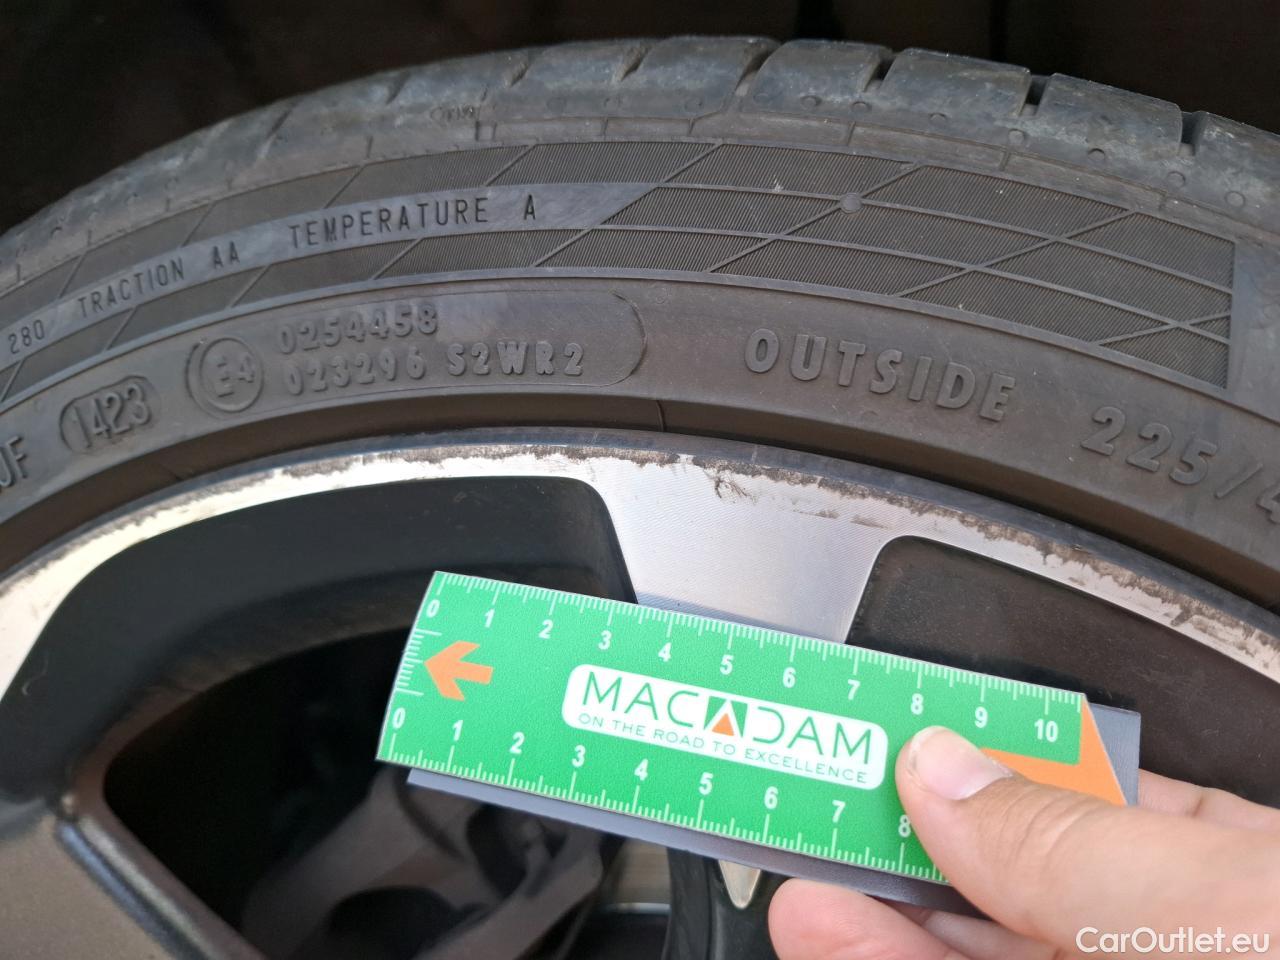 TWI
280 TRACTION AA TEMPERATURE A
0254458
E4 023296 S2WR2
1423
OUTSIDE 225/4
0 1 2 3 4 5 6 7 8 9 10
MACADAM
ON THE ROAD TO EXCELLENCE
0 1 2 3 4 5 6 7 8
CarOutlet.eu